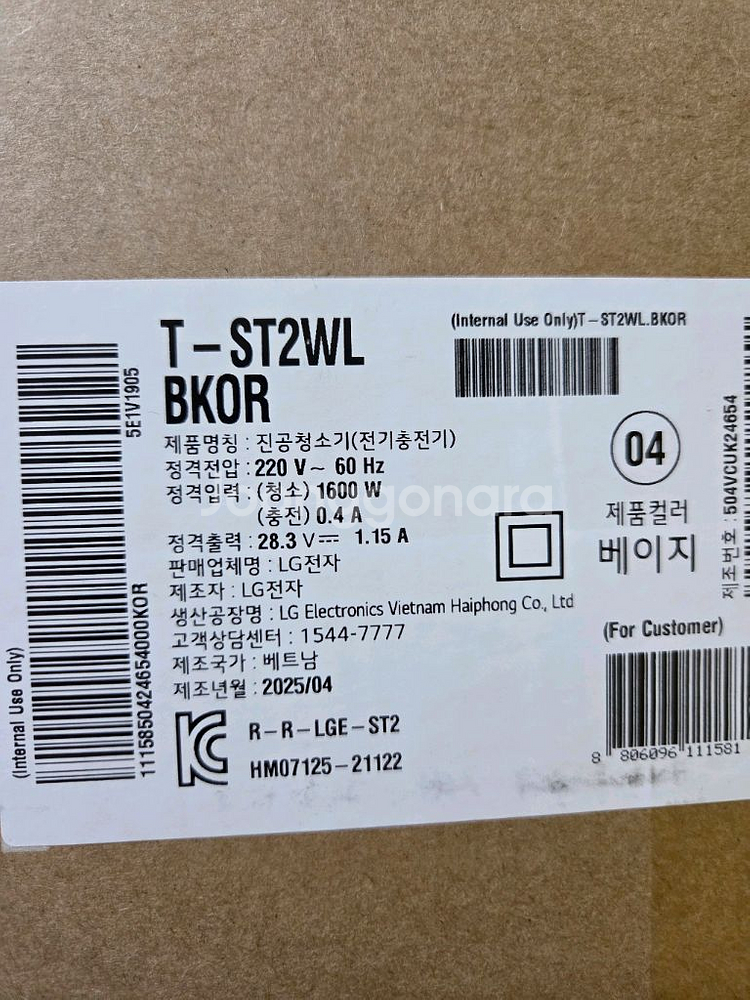 T-ST2WL
BKOR
제품명칭 : 진공청소기(전기충전기)
정격전압 : 220 V~ 60 Hz
정격입력 : (청소) 1600 W
(충전) 0.4 A
정격출력 : 28.3 V⎓ 1.15 A
판매업체명 : LG전자
제조자 : LG전자
생산공장명 : LG Electronics Vietnam Haiphong Co., Ltd
고객상담센터 : 1544-7777
제조국가 : 베트남
제조년월 : 2025/04
R-R-LGE-ST2
HM07125-21122
(Internal Use Only)T-ST2WL.BKOR
04
제품컬러
베이지
(For Customer)
8 806096 111581
제조번호 : 504VCUK24654
5E1V1905
1115850424654000KOR
(Internal Use Only)
Joonggonara